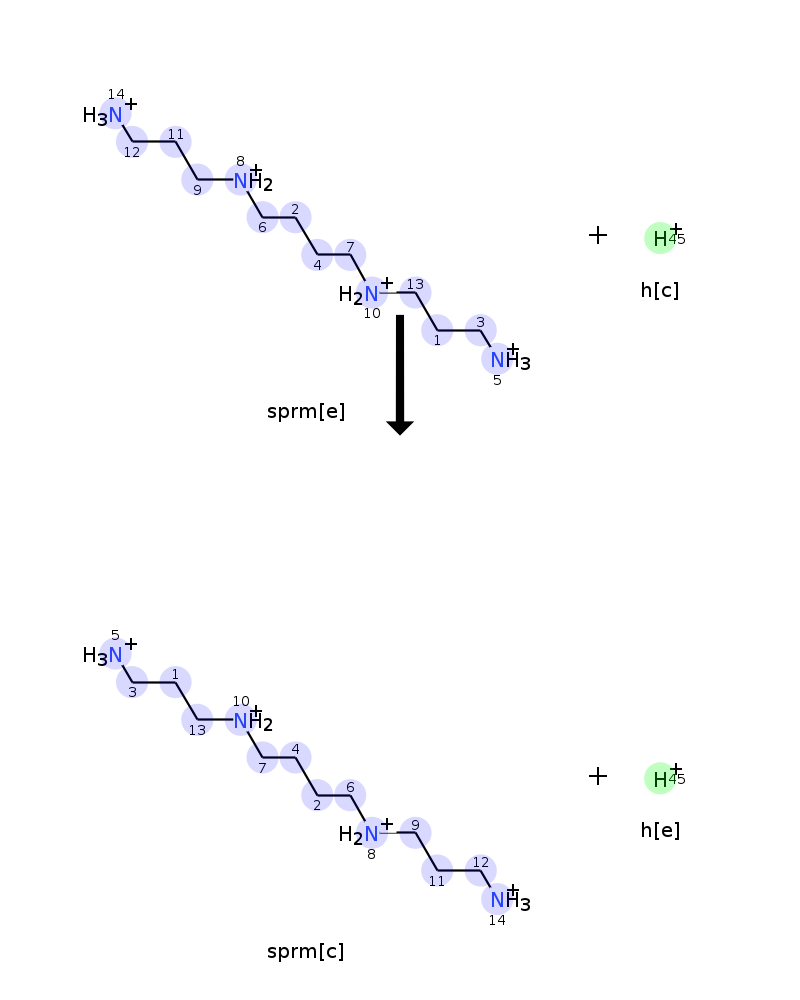 14
H3N+
12
11
9
8
NH2+
6
2
4
7
H2N+
10
13
1
3
NH3+
5
+
H+
45
h[c]
sprm[e]
5
H3N+
3
1
13
10
NH2+
7
4
2
6
H2N+
8
9
11
12
NH3+
14
+
H+
45
h[e]
sprm[c]